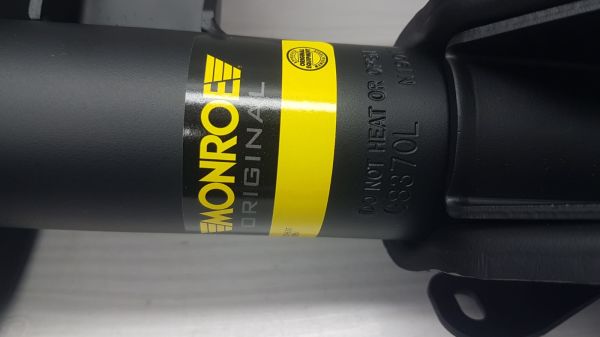 MONROE
ORIGINAL
DO NOT HEAT OR OPEN
G8370L